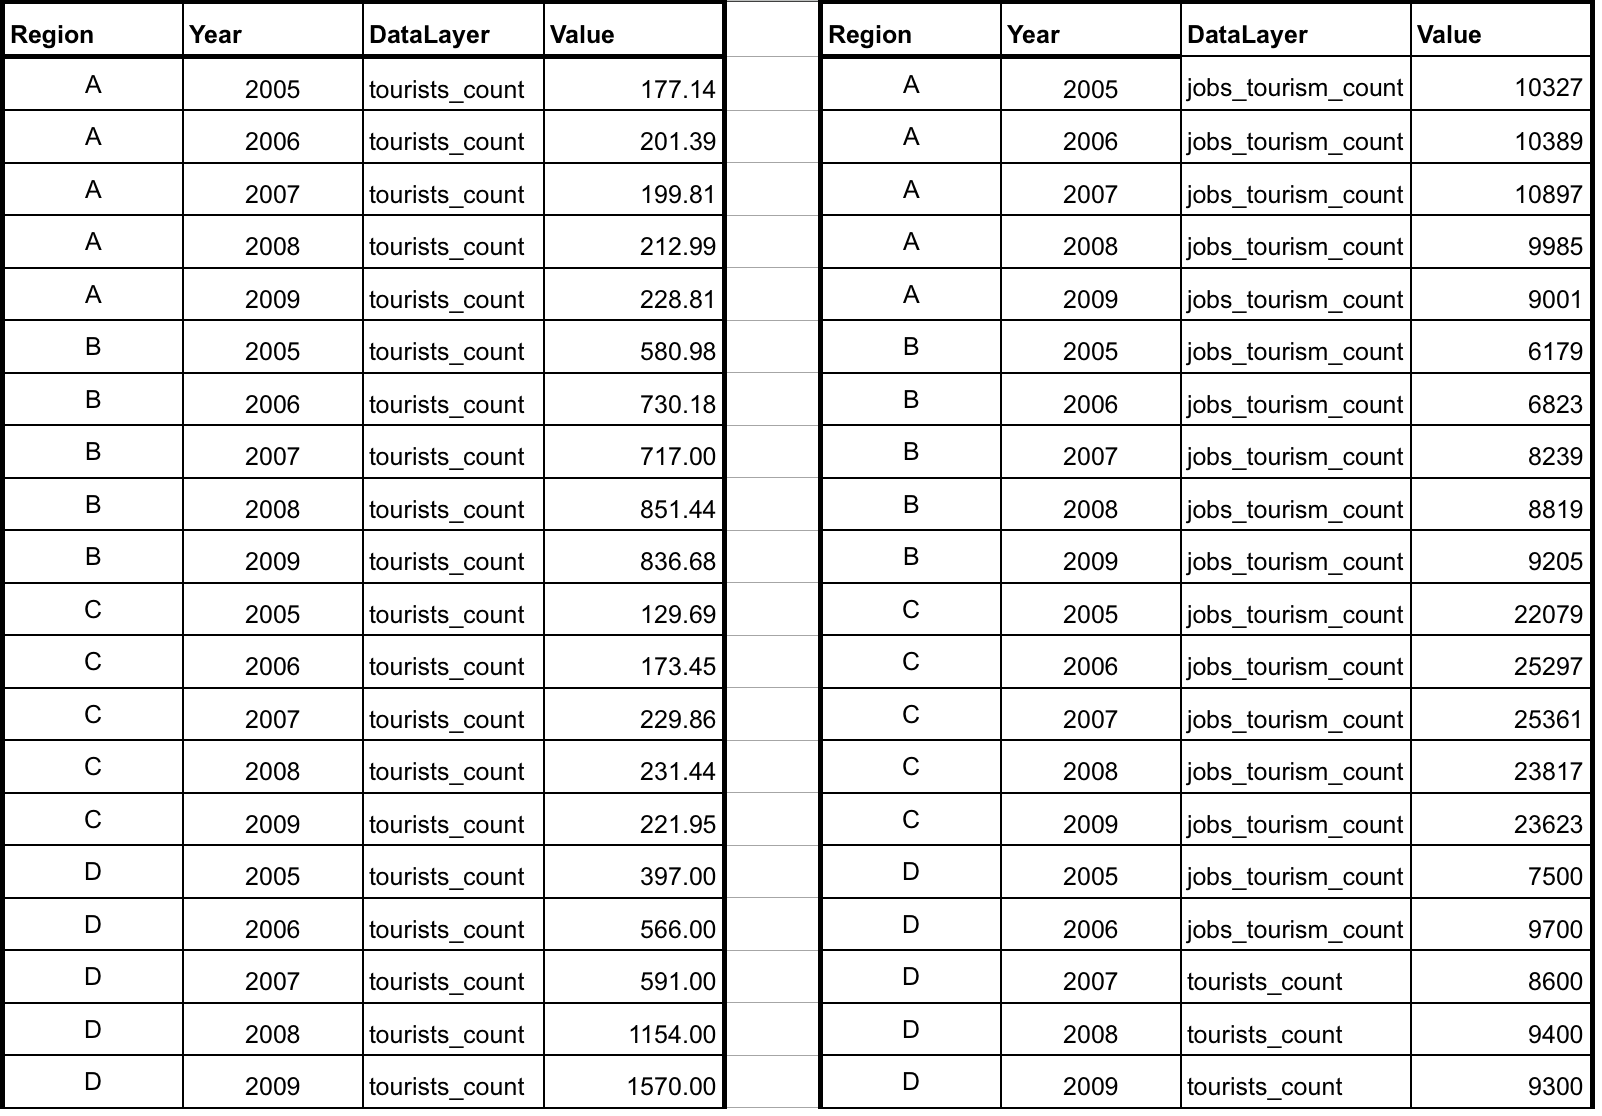 Region Year DataLayer Value Region Year DataLayer Value
A 2005 tourists_count 177.14 A 2005 jobs_tourism_count 10327
A 2006 tourists_count 201.39 A 2006 jobs_tourism_count 10389
A 2007 tourists_count 199.81 A 2007 jobs_tourism_count 10897
A 2008 tourists_count 212.99 A 2008 jobs_tourism_count 9985
A 2009 tourists_count 228.81 A 2009 jobs_tourism_count 9001
B 2005 tourists_count 580.98 B 2005 jobs_tourism_count 6179
B 2006 tourists_count 730.18 B 2006 jobs_tourism_count 6823
B 2007 tourists_count 717.00 B 2007 jobs_tourism_count 8239
B 2008 tourists_count 851.44 B 2008 jobs_tourism_count 8819
B 2009 tourists_count 836.68 B 2009 jobs_tourism_count 9205
C 2005 tourists_count 129.69 C 2005 jobs_tourism_count 22079
C 2006 tourists_count 173.45 C 2006 jobs_tourism_count 25297
C 2007 tourists_count 229.86 C 2007 jobs_tourism_count 25361
C 2008 tourists_count 231.44 C 2008 jobs_tourism_count 23817
C 2009 tourists_count 221.95 C 2009 jobs_tourism_count 23623
D 2005 tourists_count 397.00 D 2005 jobs_tourism_count 7500
D 2006 tourists_count 566.00 D 2006 jobs_tourism_count 9700
D 2007 tourists_count 591.00 D 2007 tourists_count 8600
D 2008 tourists_count 1154.00 D 2008 tourists_count 9400
D 2009 tourists_count 1570.00 D 2009 tourists_count 9300